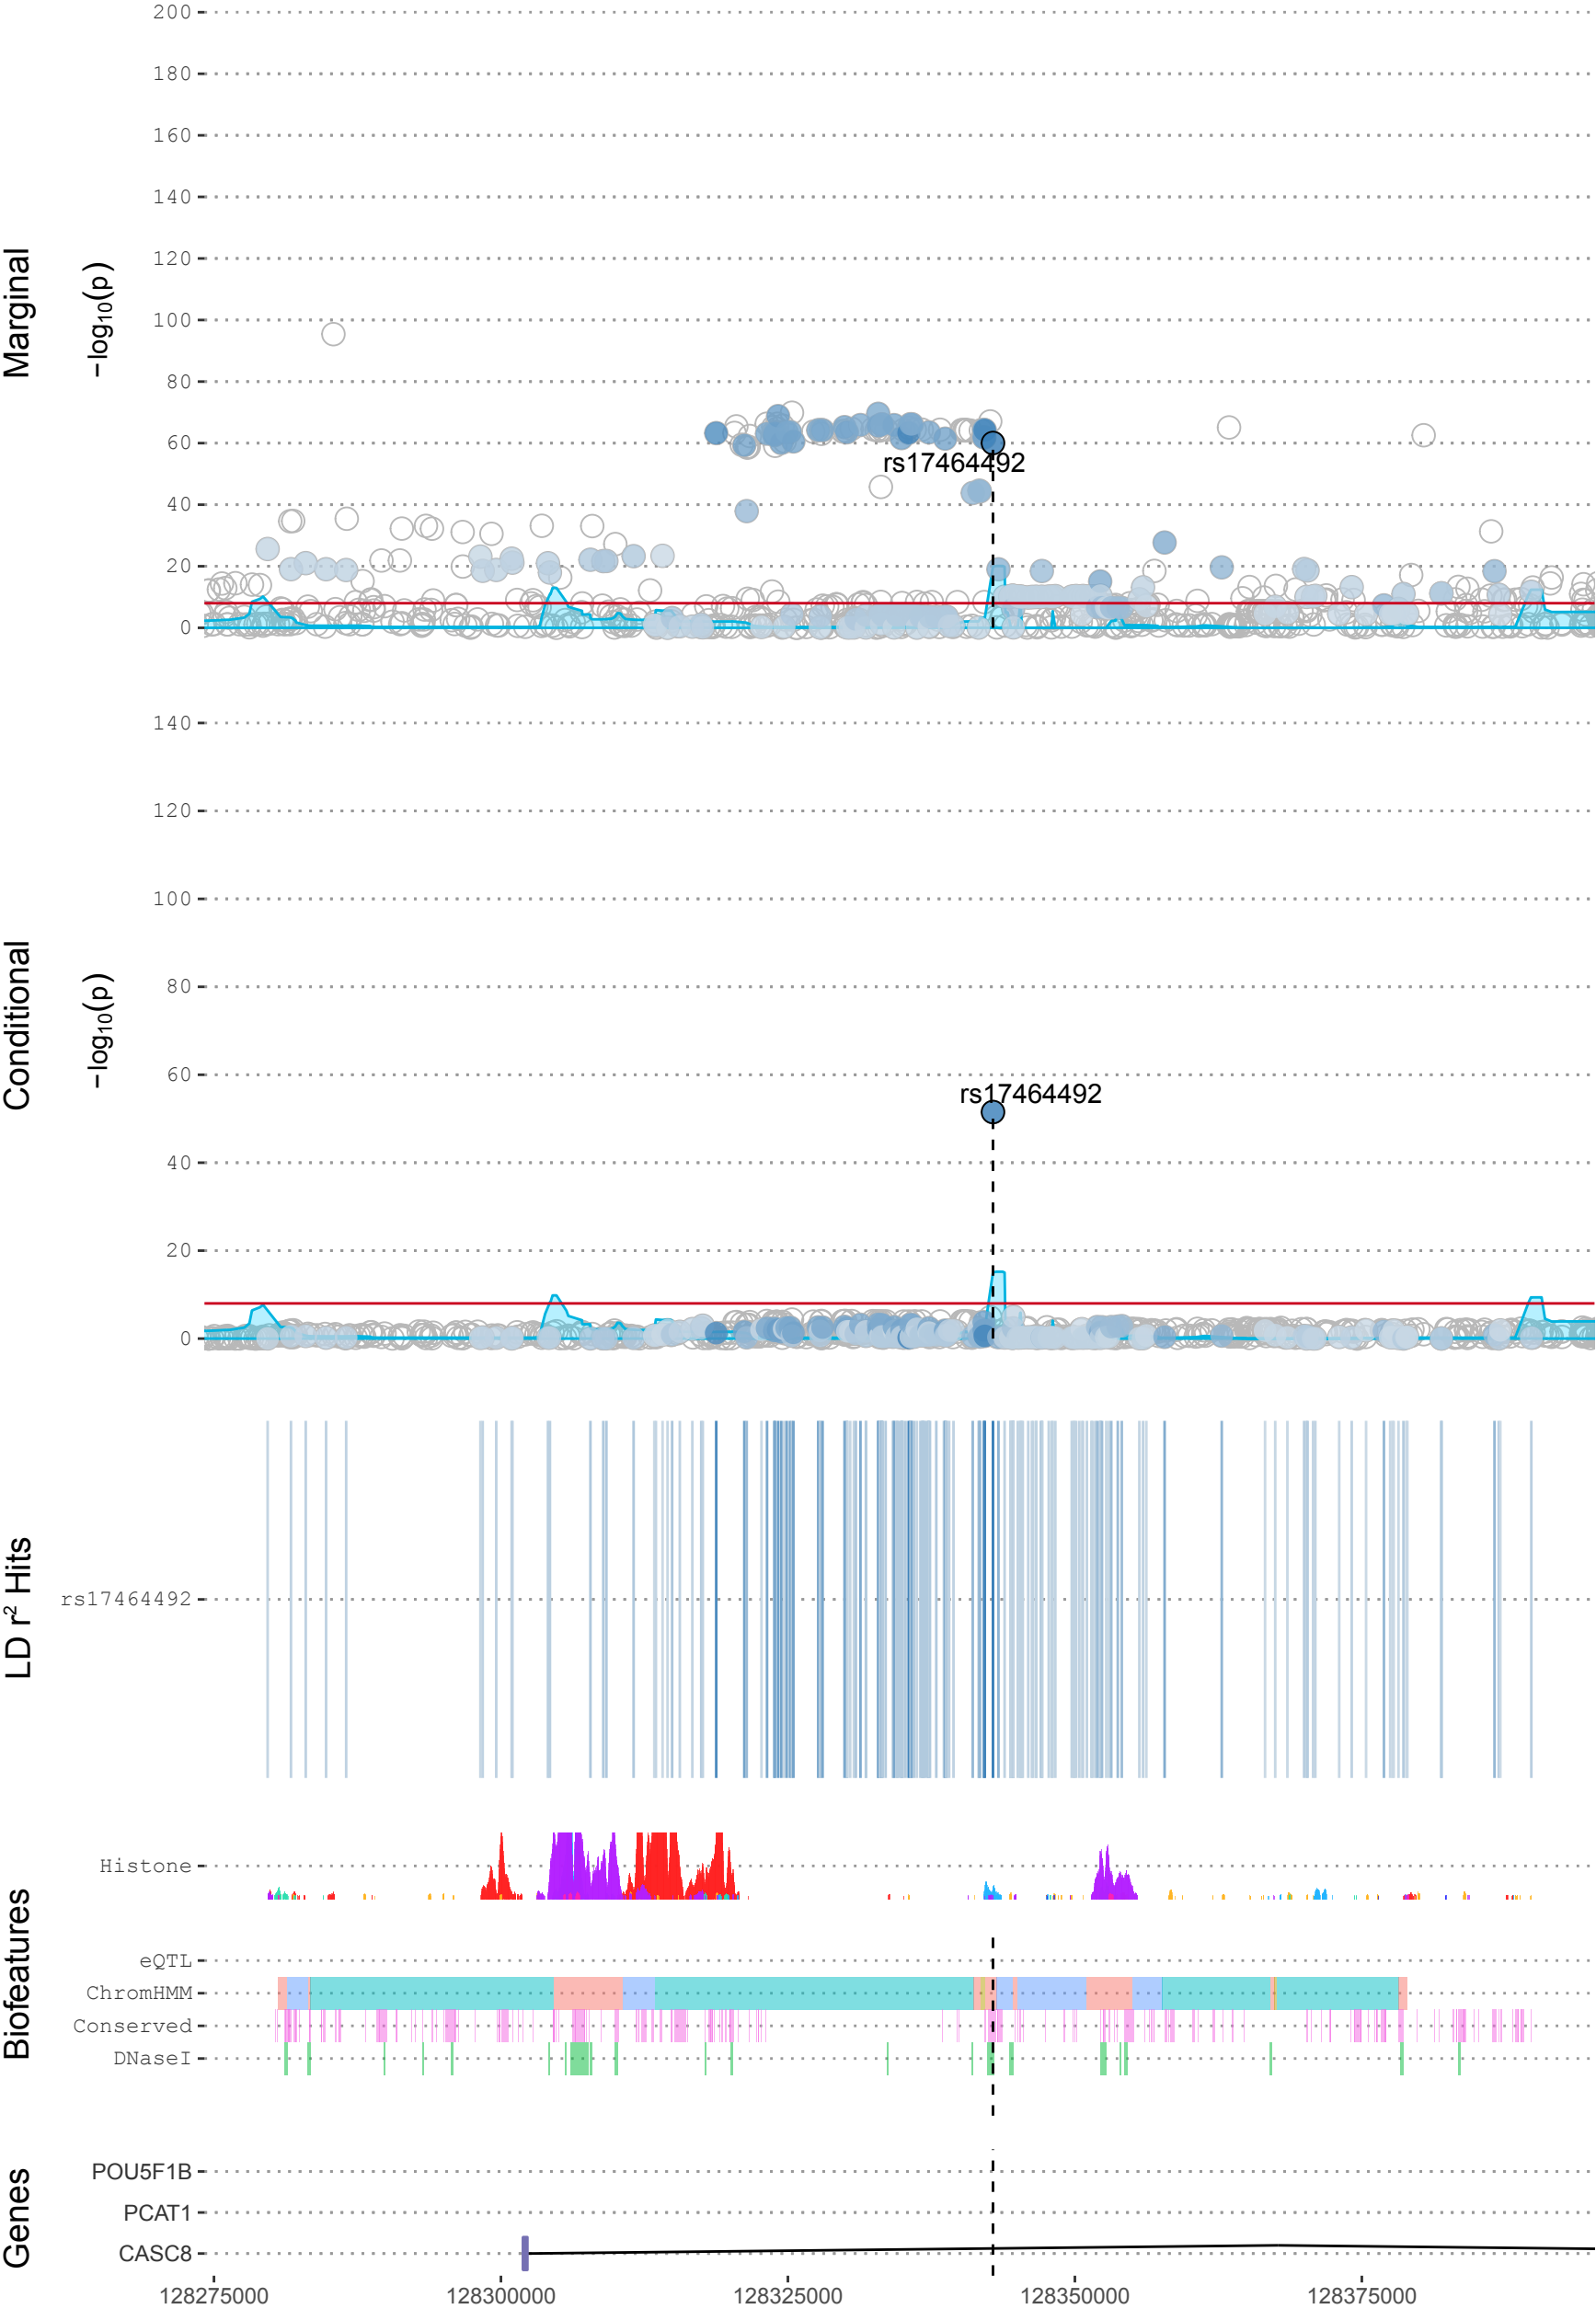 Marginal
−log10(p)
200
180
160
140
120
100
80
60
40
20
0
rs17464492
Conditional
−log10(p)
140
120
100
80
60
40
20
0
rs17464492
LD r² Hits
rs17464492
Biofeatures
Histone
eQTL
ChromHMM
Conserved
DNaseI
Genes
POU5F1B
PCAT1
CASC8
128275000 128300000 128325000 128350000 128375000